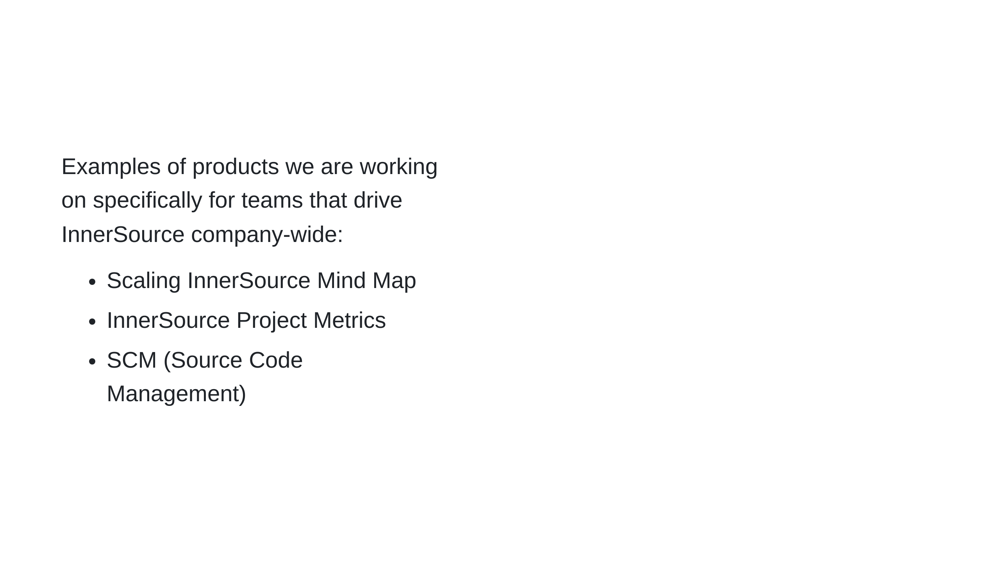 Examples of products we are working
on specifically for teams that drive
InnerSource company-wide:
• Scaling InnerSource Mind Map
• InnerSource Project Metrics
• SCM (Source Code
Management)